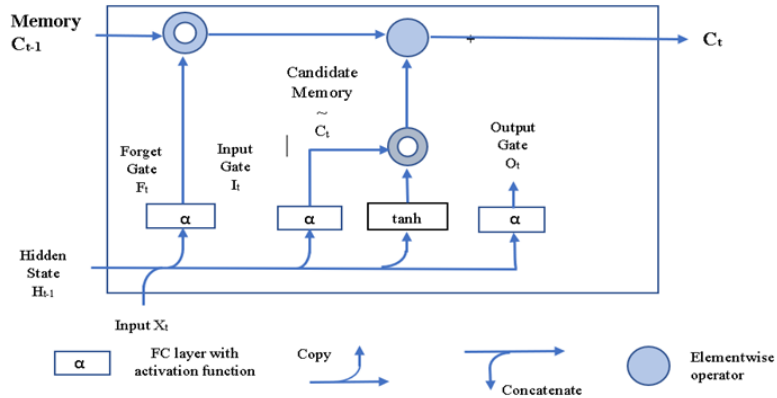 Memory
Cₜ₋₁
Cₜ
+
Candidate
Memory
~
Cₜ
Forget
Gate
Fₜ
Input
Gate
Iₜ
|
Output
Gate
Oₜ
α
α
tanh
α
Hidden
State
Hₜ₋₁
Input Xₜ
α
FC layer with
activation function
Copy
Concatenate
Elementwise
operator